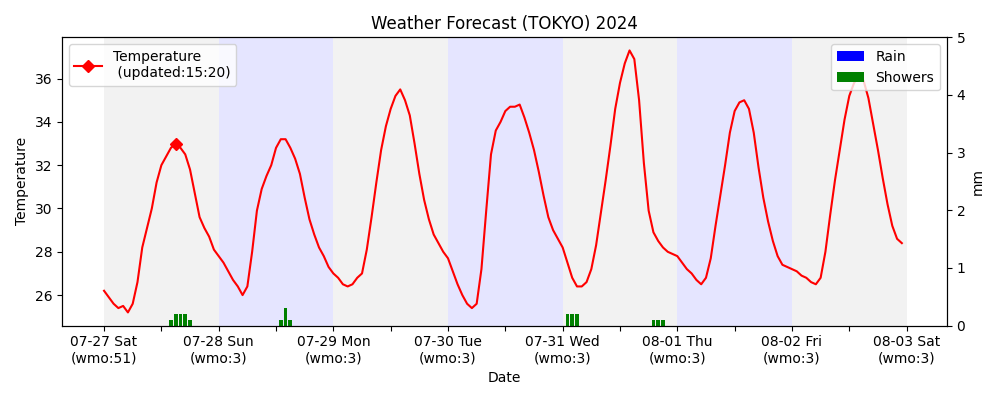 Weather Forecast (TOKYO) 2024
Temperature
(updated:15:20)
Rain
Showers
Temperature
36
34
32
30
28
26
5
4
3
2
1
0
mm
07-27 Sat
(wmo:51)
07-28 Sun
(wmo:3)
07-29 Mon
(wmo:3)
07-30 Tue
(wmo:3)
07-31 Wed
(wmo:3)
08-01 Thu
(wmo:3)
08-02 Fri
(wmo:3)
08-03 Sat
(wmo:3)
Date